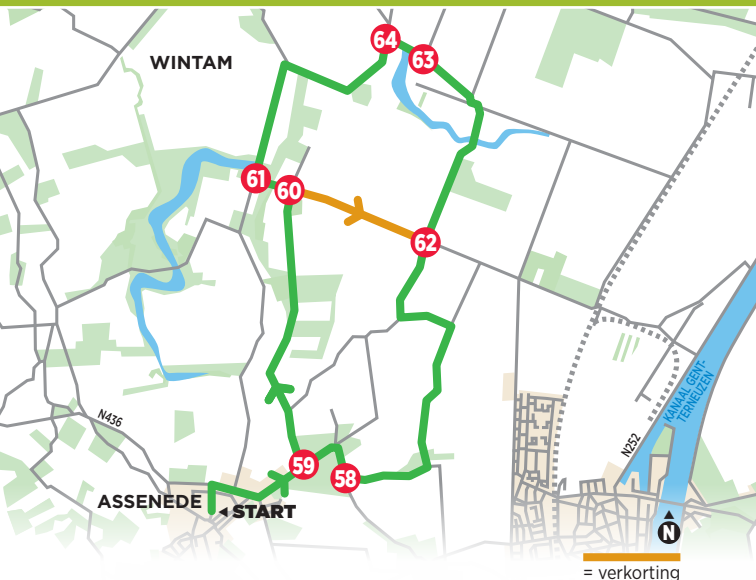 64
WINTAM
63
61
60
62
KANAAL GENT-
TERNEUZEN
N436
N252
59
58
ASSENEDE
START
N
= verkorting